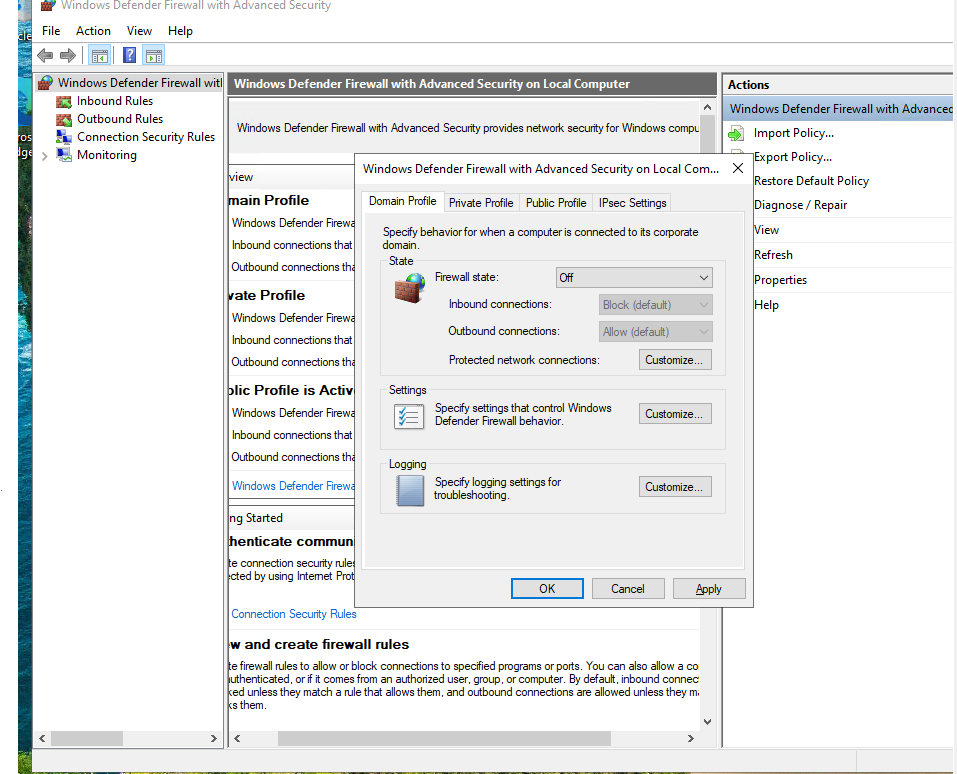 Windows Defender Firewall with Advanced Security
File Action View Help
Windows Defender Firewall wit
Inbound Rules
Outbound Rules
Connection Security Rules
Monitoring
Windows Defender Firewall with Advanced Security on Local Computer
Windows Defender Firewall with Advanced Security provides network security for Windows compu
view
main Profile
Windows Defender Firewa
Inbound connections that
Outbound connections tha
vate Profile
Windows Defender Firewa
Inbound connections that
Outbound connections tha
blic Profile is Activ
Windows Defender Firewa
Inbound connections that
Outbound connections tha
Windows Defender Firewa
ng Started
thenticate commun
te connection security rules
ected by using Internet Prot
Connection Security Rules
ew and create firewall rules
te firewall rules to allow or block connections to specified programs or ports. You can also allow a co
authenticated, or if it comes from an authorized user, group, or computer. By default, inbound connect
ked unless they match a rule that allows them, and outbound connections are allowed unless they ma
ks them.
Windows Defender Firewall with Advanced Security on Local Com...
Domain Profile Private Profile Public Profile IPsec Settings
Specify behavior for when a computer is connected to its corporate
domain.
State
Firewall state: Off
Inbound connections: Block (default)
Outbound connections: Allow (default)
Protected network connections: Customize...
Settings
Specify settings that control Windows
Defender Firewall behavior.
Customize...
Logging
Specify logging settings for
troubleshooting.
Customize...
OK Cancel Apply
Actions
Windows Defender Firewall with Advanced
Import Policy...
Export Policy...
Restore Default Policy
Diagnose / Repair
View
Refresh
Properties
Help